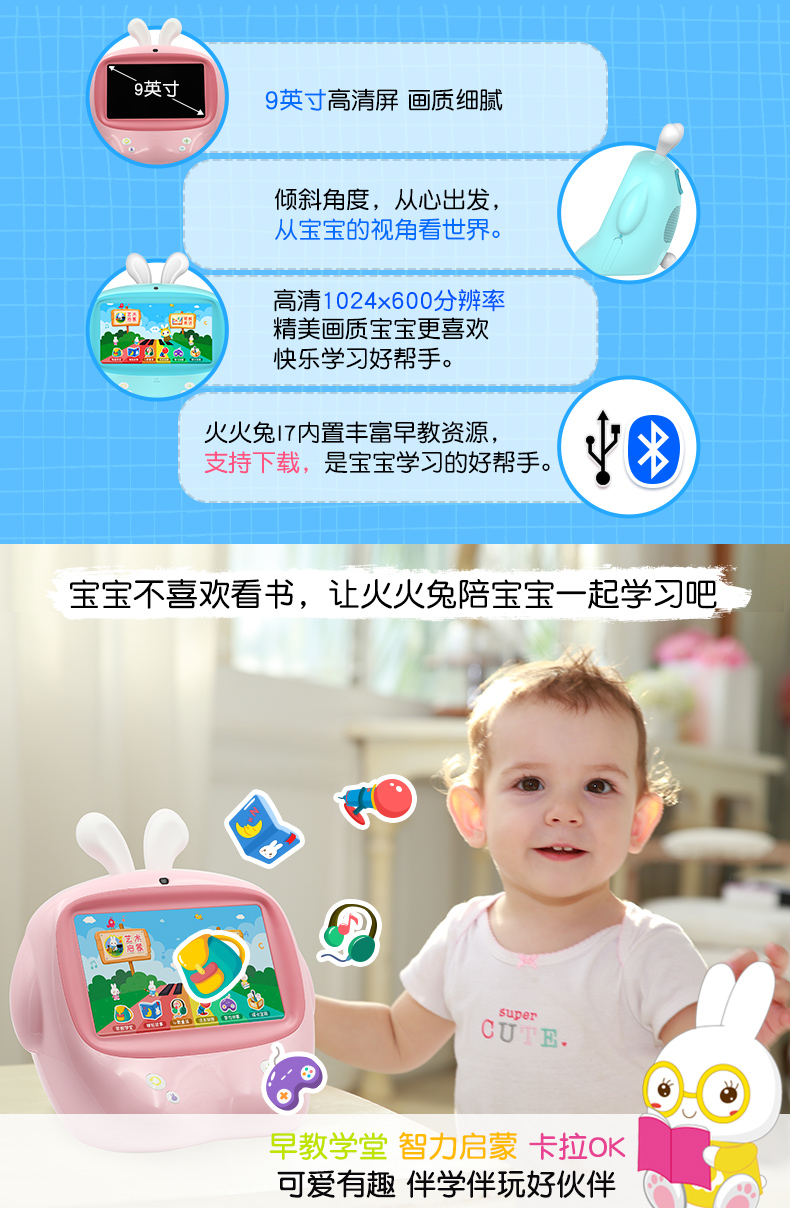 9英寸
9英寸高清屏 画质细腻
倾斜角度，从心出发，
从宝宝的视角看世界。
高清1024x600分辨率
精美画质宝宝更喜欢
快乐学习好帮手。
火火兔I7内置丰富早教资源，
支持下载，是宝宝学习的好帮手。
宝宝不喜欢看书，让火火兔陪宝宝一起学习吧
艺术
启蒙
super
CUTE.
早教学堂 智力启蒙 卡拉OK
可爱有趣 伴学伴玩好伙伴